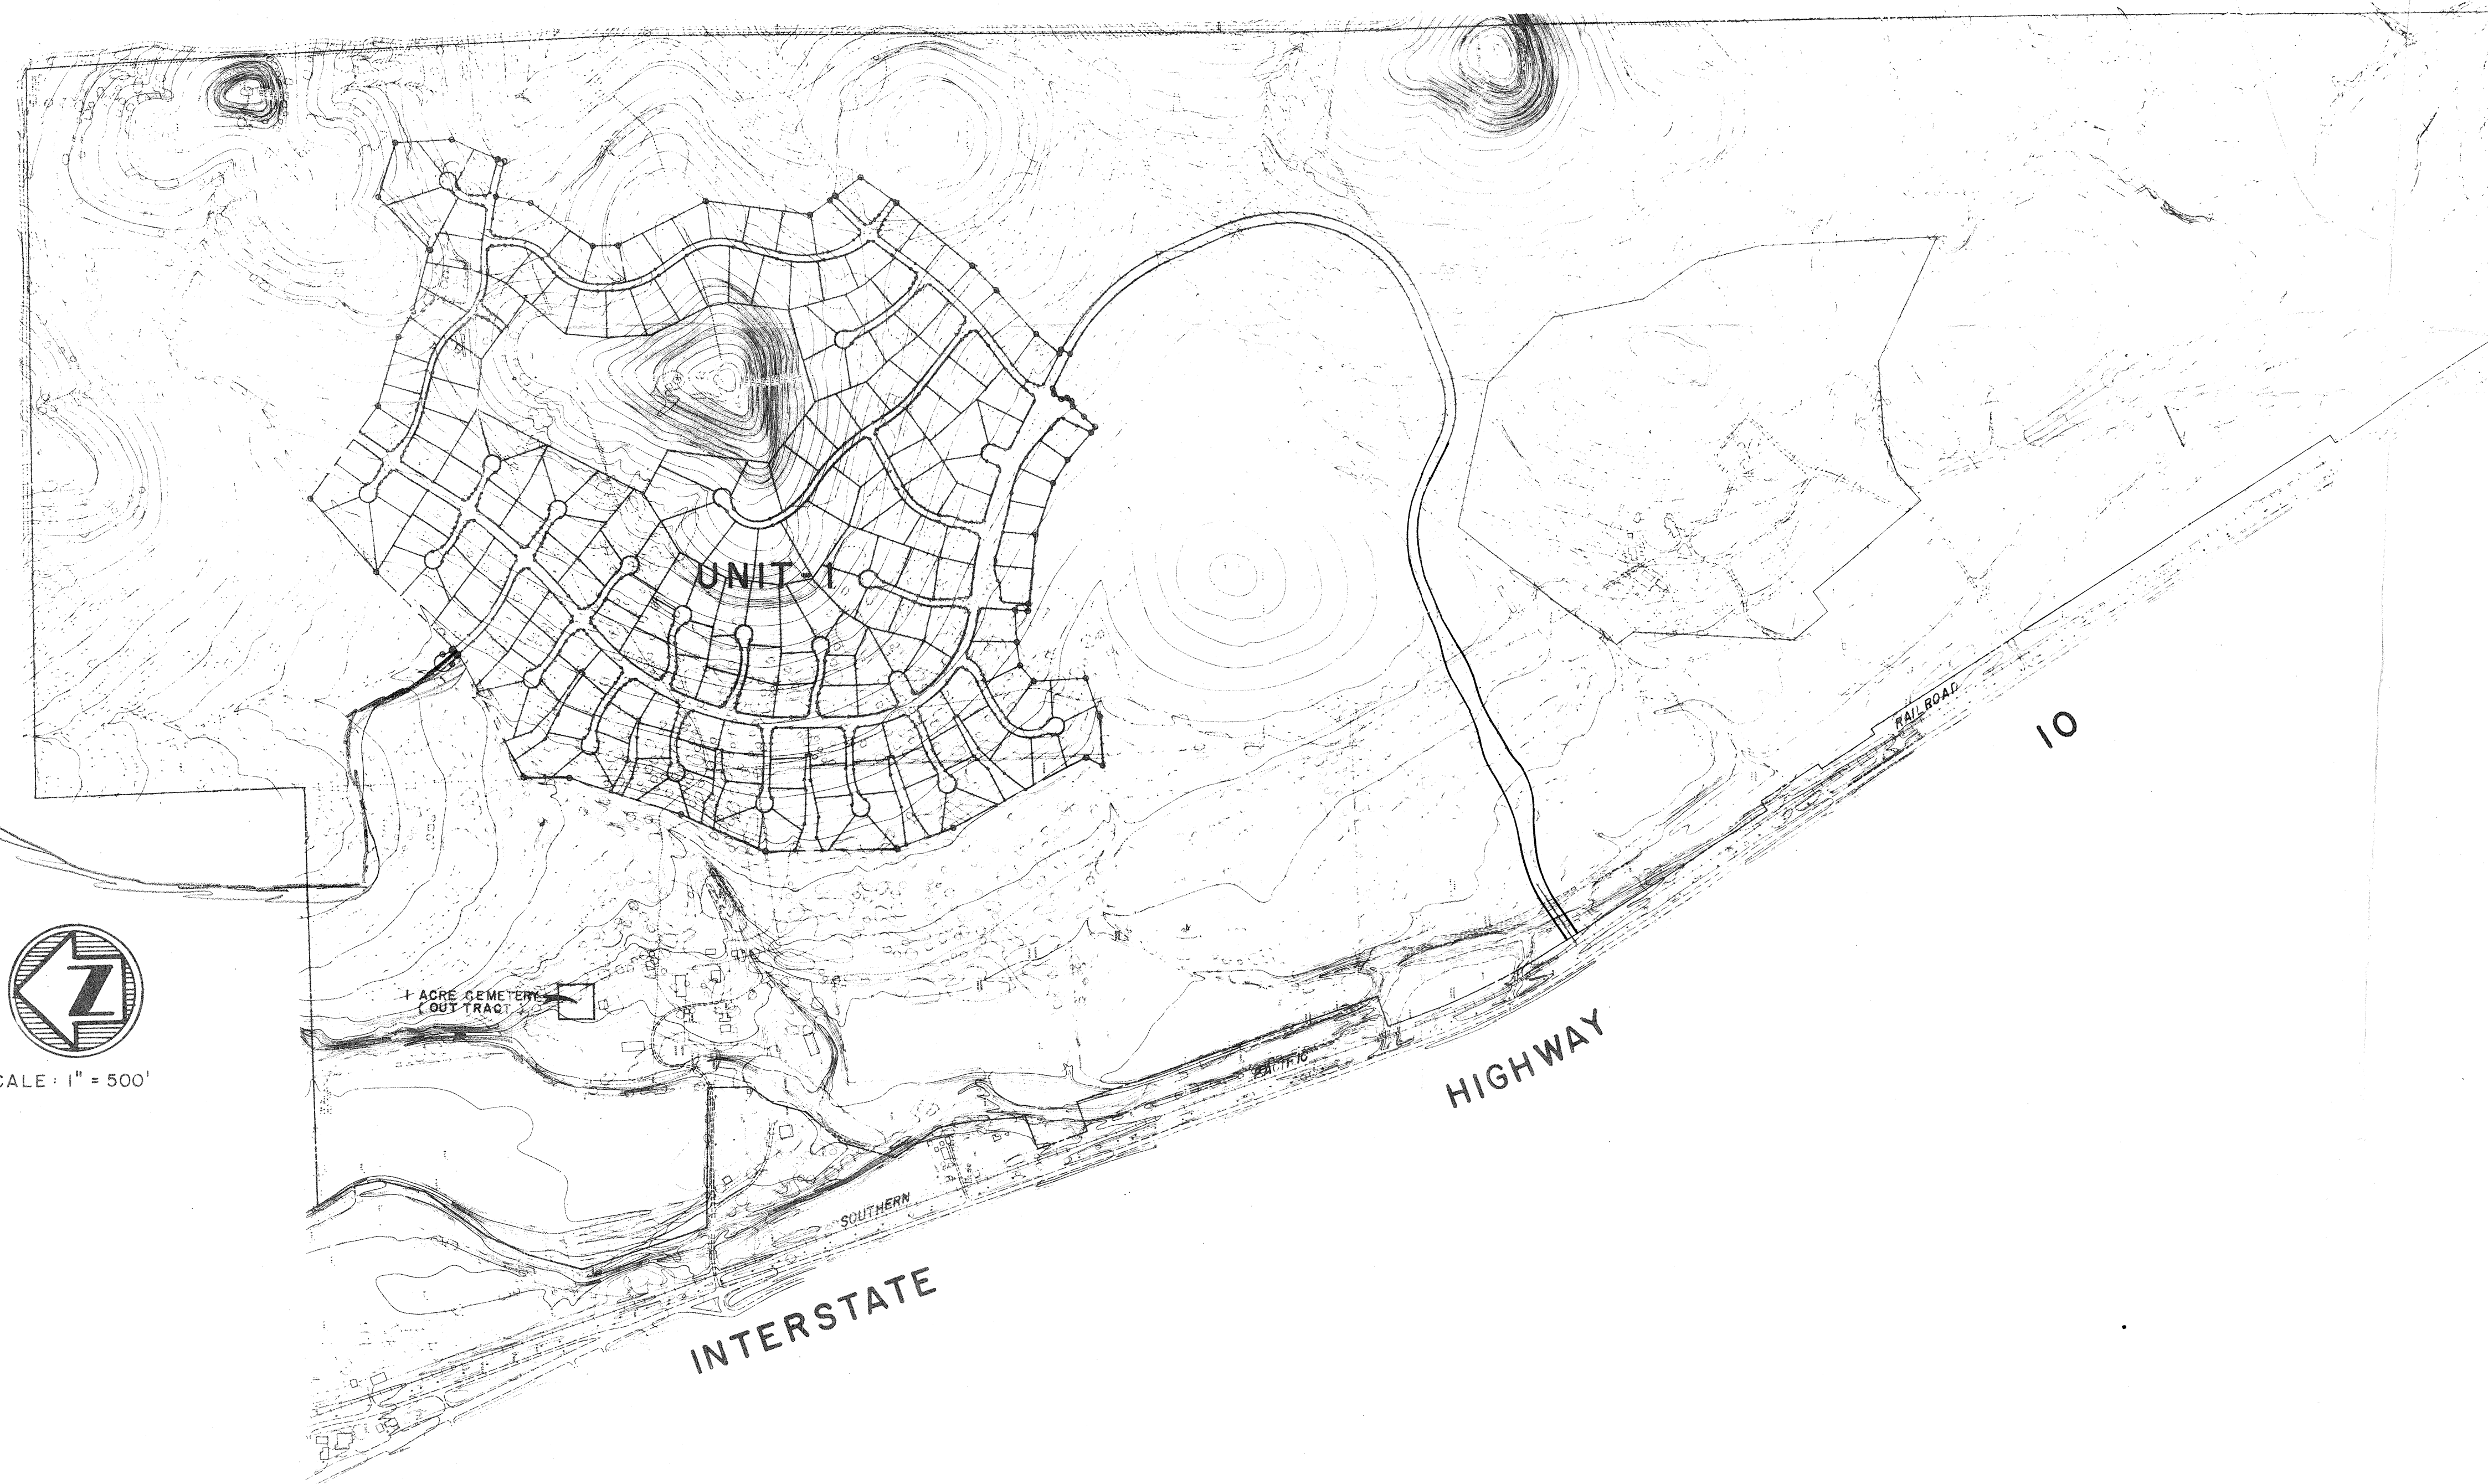 UNIT-1
RAILROAD
10
1 ACRE CEMETERY
(OUT TRACT)
N
CALE: 1" = 500'
HIGHWAY
PACIFIC
SOUTHERN
INTERSTATE